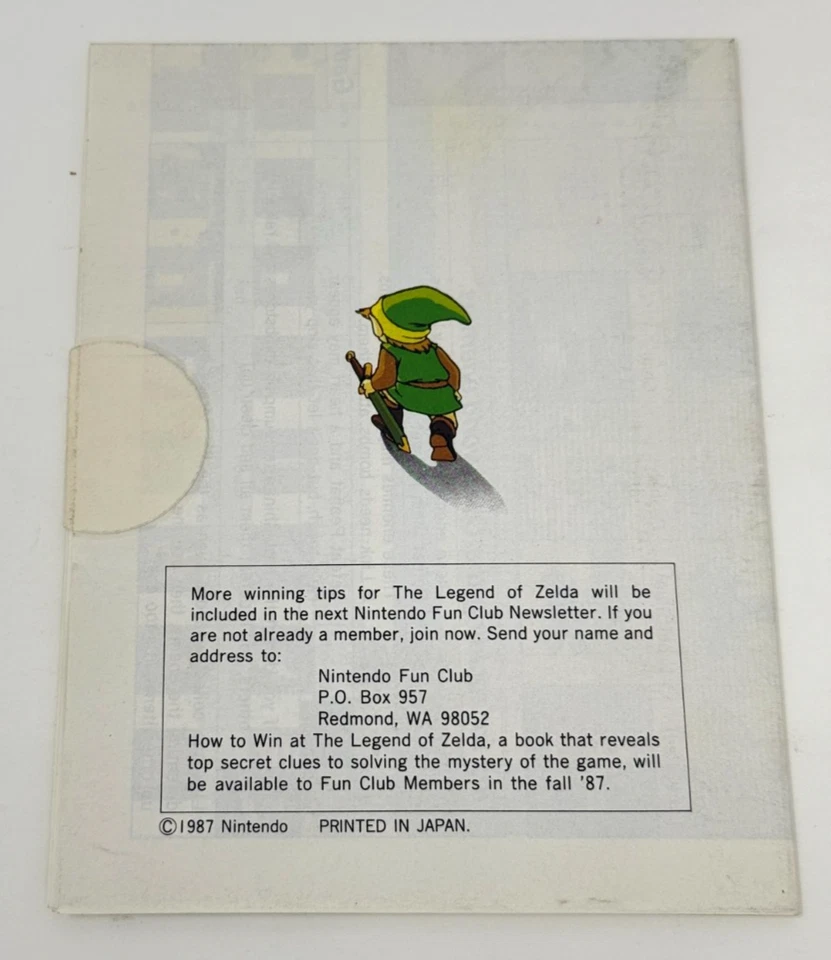 More winning tips for The Legend of Zelda will be
included in the next Nintendo Fun Club Newsletter. If you
are not already a member, join now. Send your name and
address to:
Nintendo Fun Club
P.O. Box 957
Redmond, WA 98052
How to Win at The Legend of Zelda, a book that reveals
top secret clues to solving the mystery of the game, will
be available to Fun Club Members in the fall '87.
©1987 Nintendo PRINTED IN JAPAN.